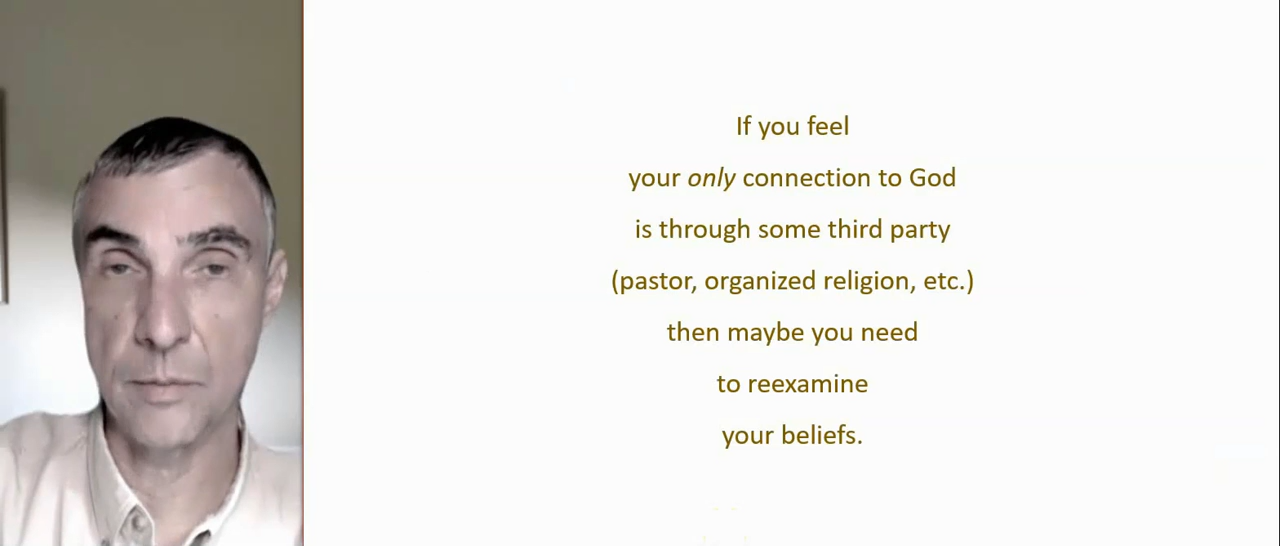 If you feel
your only connection to God
is through some third party
(pastor, organized religion, etc.)
then maybe you need
to reexamine
your beliefs.